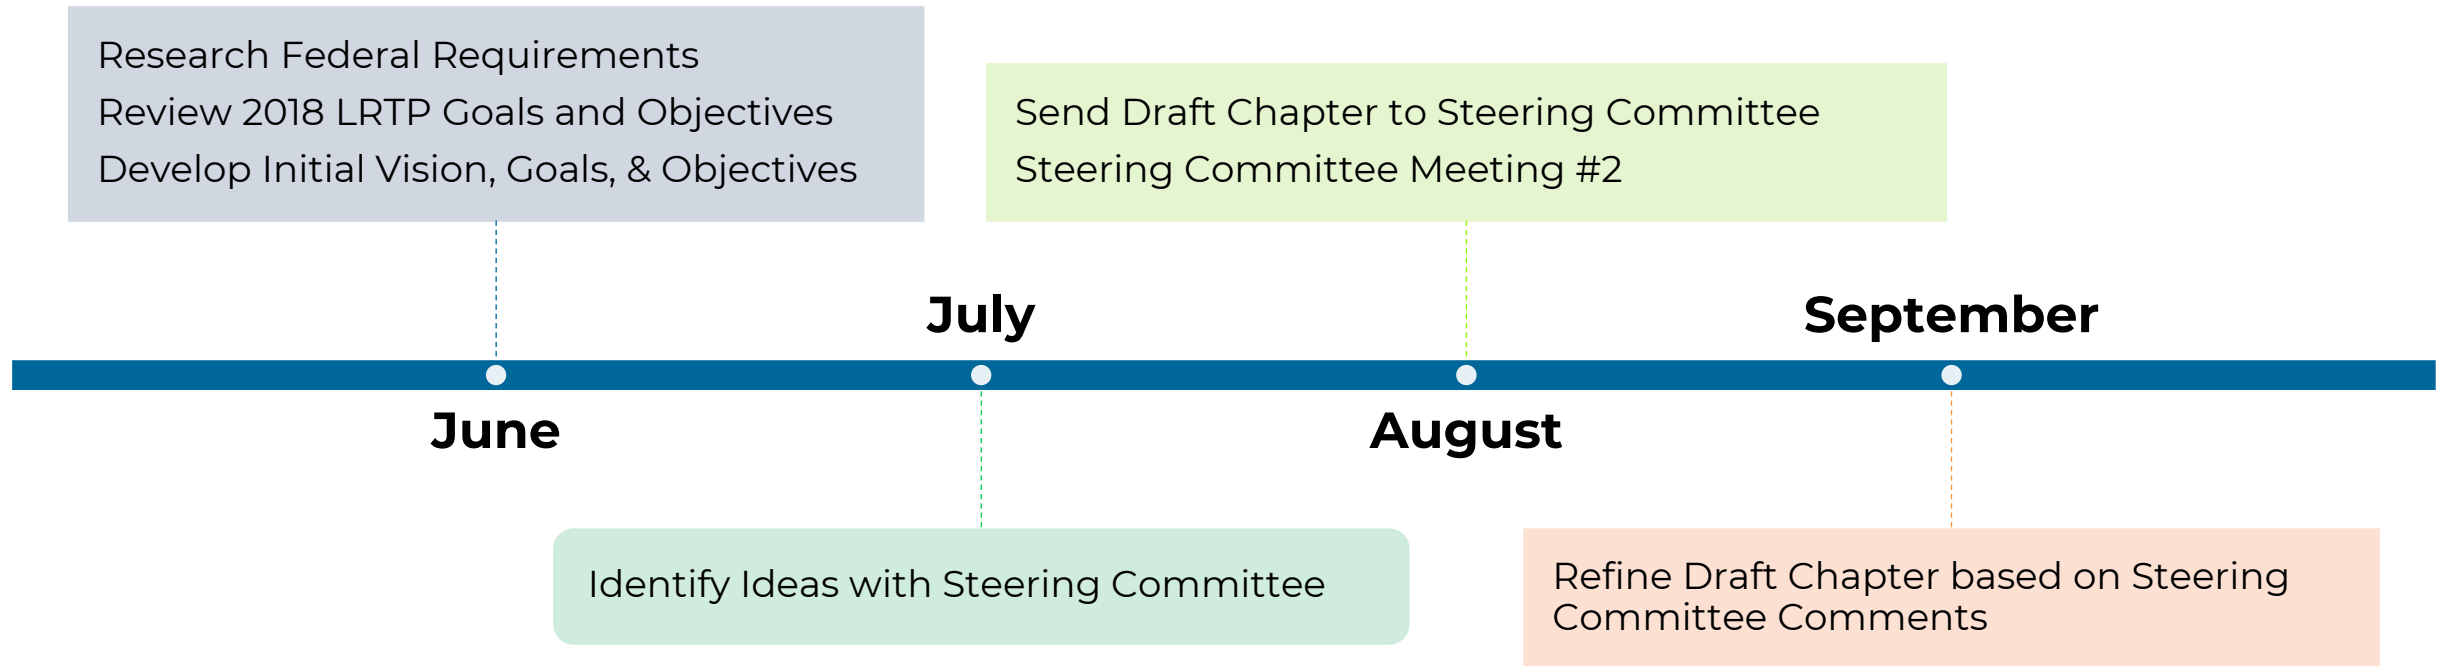 Research Federal Requirements
Review 2018 LRTP Goals and Objectives
Develop Initial Vision, Goals, & Objectives
Send Draft Chapter to Steering Committee
Steering Committee Meeting #2
July
September
June
August
Identify Ideas with Steering Committee
Refine Draft Chapter based on Steering
Committee Comments